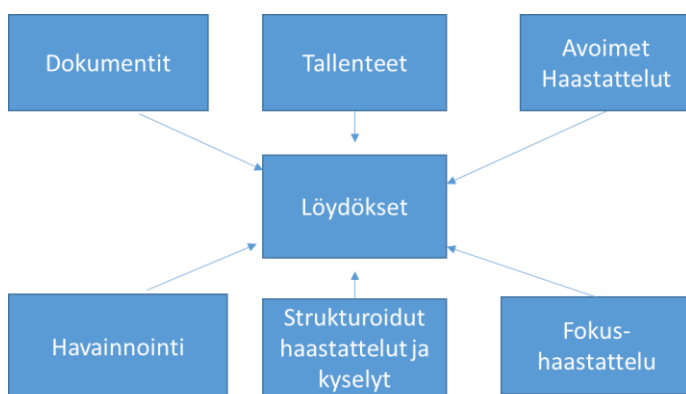 Dokumentit
Tallenteet
Avoimet
Haastattelut
Löydökset
Havainnointi
Strukturoidut
haastattelut ja
kyselyt
Fokus-
haastattelu